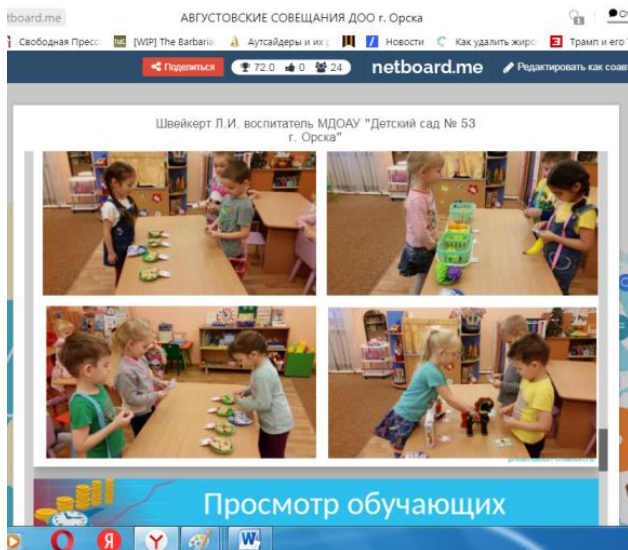 tboard.me
АВГУСТОВСКИЕ СОВЕЩАНИЯ ДОО г. Орска
Свободная Пресс
[WIP] The Barbaria
Аутсайдеры и их
Новости
Как удалить жиро
Трамп и его
Поделиться
72.0
0
24
netboard.me
Редактировать как соав
Швейкерт Л.И. воспитатель МДОАУ "Детский сад № 53
г. Орска"
Просмотр обучающих